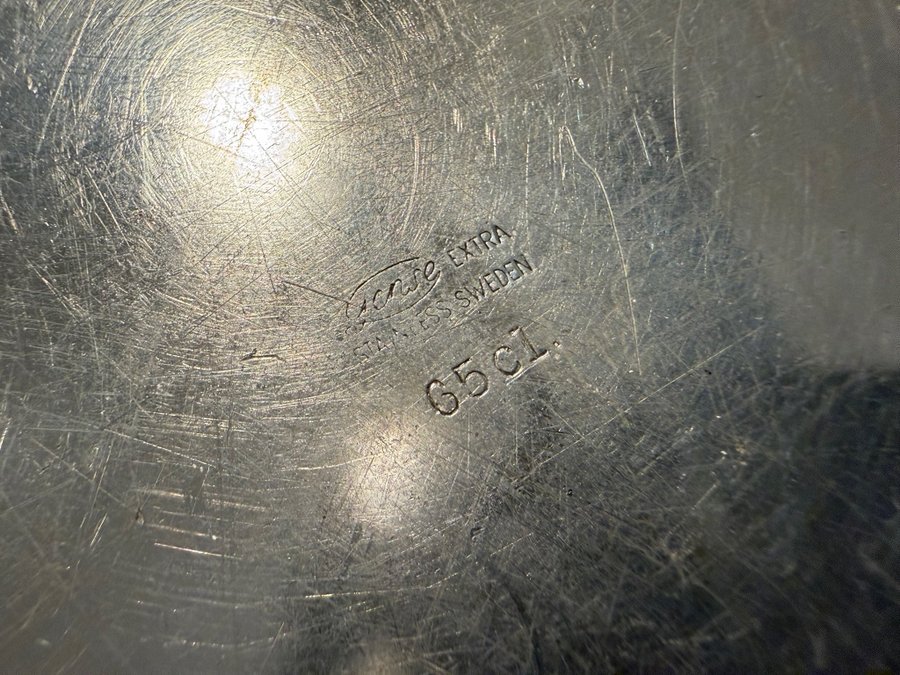 gense EXTRA
STAINLESS SWEDEN
65 cl.